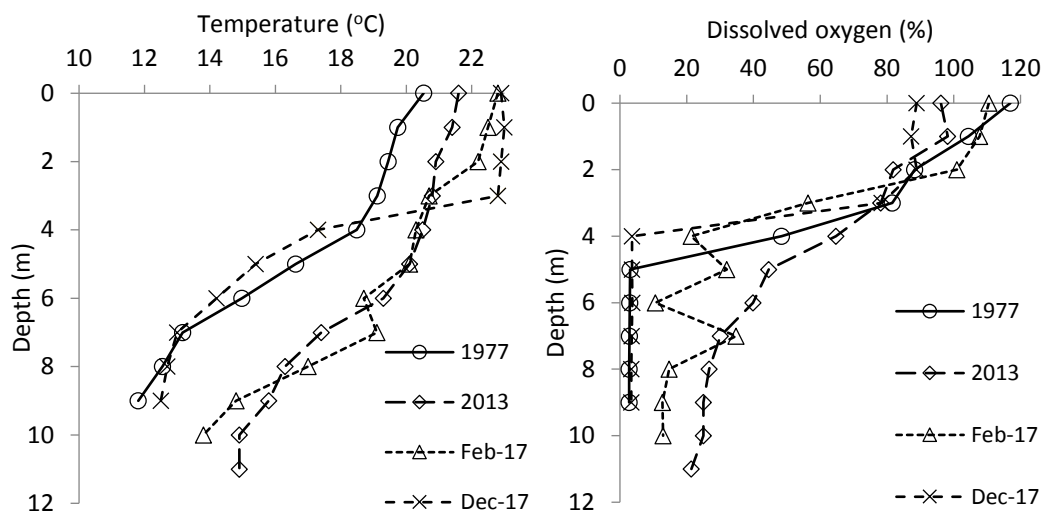 Temperature (oC)
10 12 14 16 18 20 22
0
2
4
6
8
10
12
Depth (m)
1977
2013
Feb-17
Dec-17
Dissolved oxygen (%)
0 20 40 60 80 100 120
0
2
4
6
8
10
12
Depth (m)
1977
2013
Feb-17
Dec-17